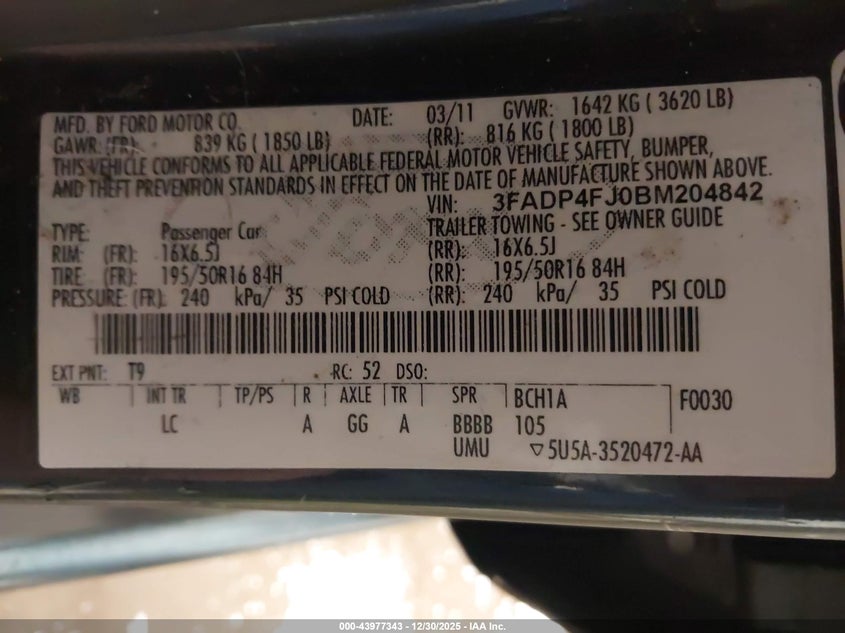 MFD. BY FORD MOTOR CO. DATE: 03/11 GVWR: 1642 KG ( 3620 LB)
GAWR: (FR): 839 KG ( 1850 LB) (RR): 816 KG ( 1800 LB)
THIS VEHICLE CONFORMS TO ALL APPLICABLE FEDERAL MOTOR VEHICLE SAFETY, BUMPER,
AND THEFT PREVENTION STANDARDS IN EFFECT ON THE DATE OF MANUFACTURE SHOWN ABOVE.
VIN: 3FADP4FJ0BM204842
TYPE: Passenger Car TRAILER TOWING - SEE OWNER GUIDE
RIM: (FR): 16X6.5J (RR): 16X6.5J
TIRE (FR): 195/50R16 84H (RR): 195/50R16 84H
PRESSURE: (FR): 240 kPa/ 35 PSI COLD (RR): 240 kPa/ 35 PSI COLD
EXT PNT: T9 RC: 52 DSO:
WB INT TR TP/PS R AXLE TR SPR BCH1A F0030
LC A GG A BBBB 105
UMU ▽5U5A-3520472-AA
000-43977343 — 12/30/2025 — IAA Inc.